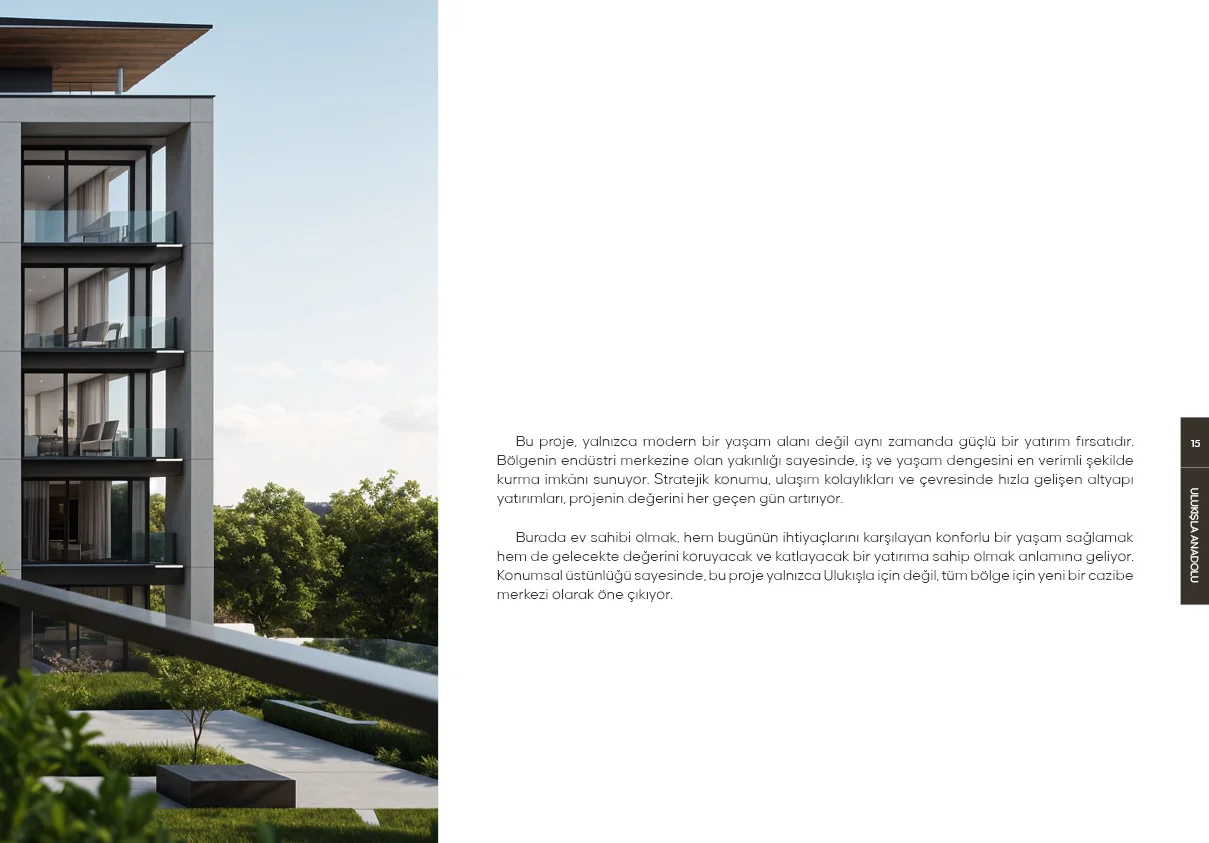 Bu proje, yalnızca modern bir yaşam alanı değil aynı zamanda güçlü bir yatırım fırsatıdır.
Bölgenin endüstri merkezine olan yakınlığı sayesinde, iş ve yaşam dengesini en verimli şekilde
kurma imkânı sunuyor. Stratejik konumu, ulaşım kolaylıkları ve çevresinde hızla gelişen altyapı
yatırımları, projenin değerini her geçen gün artırıyor.
Burada ev sahibi olmak, hem bugünün ihtiyaçlarını karşılayan konforlu bir yaşam sağlamak
hem de gelecekte değerini koruyacak ve katlayacak bir yatırıma sahip olmak anlamına geliyor.
Konumsal üstünlüğü sayesinde, bu proje yalnızca Ulukışla için değil, tüm bölge için yeni bir cazibe
merkezi olarak öne çıkıyor.
15
ULUKIŞLA ANADOLU